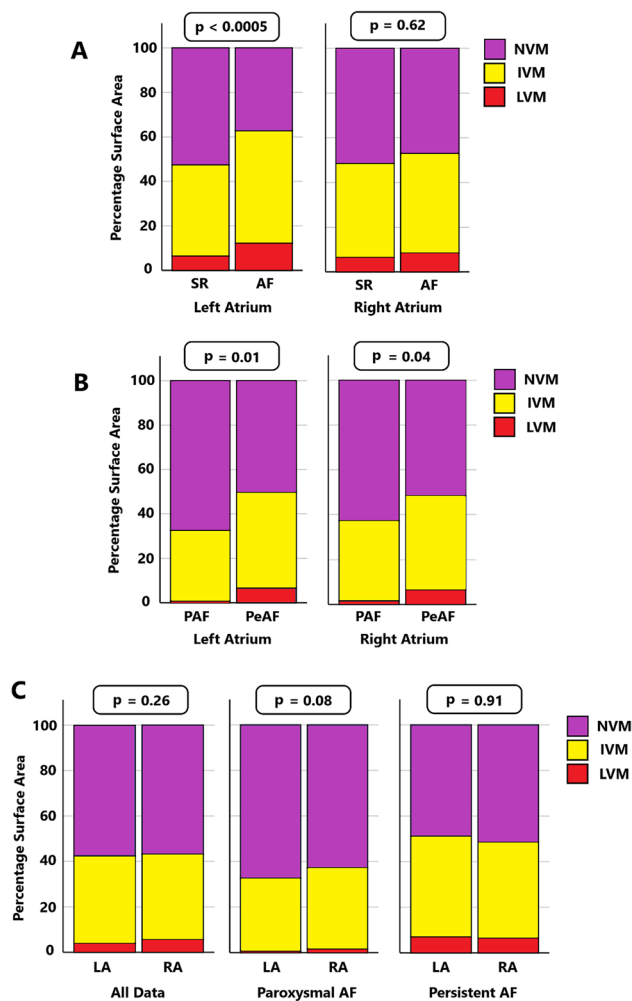 A
p < 0.0005
p = 0.62
Percentage Surface Area
100
80
60
40
20
0
SR
AF
SR
AF
Left Atrium
Right Atrium
NVM
IVM
LVM
B
p = 0.01
p = 0.04
Percentage Surface Area
100
80
60
40
20
0
PAF
PeAF
PAF
PeAF
Left Atrium
Right Atrium
NVM
IVM
LVM
C
p = 0.26
p = 0.08
p = 0.91
Percentage Surface Area
100
80
60
40
20
0
LA
RA
LA
RA
LA
RA
All Data
Paroxysmal AF
Persistent AF
NVM
IVM
LVM